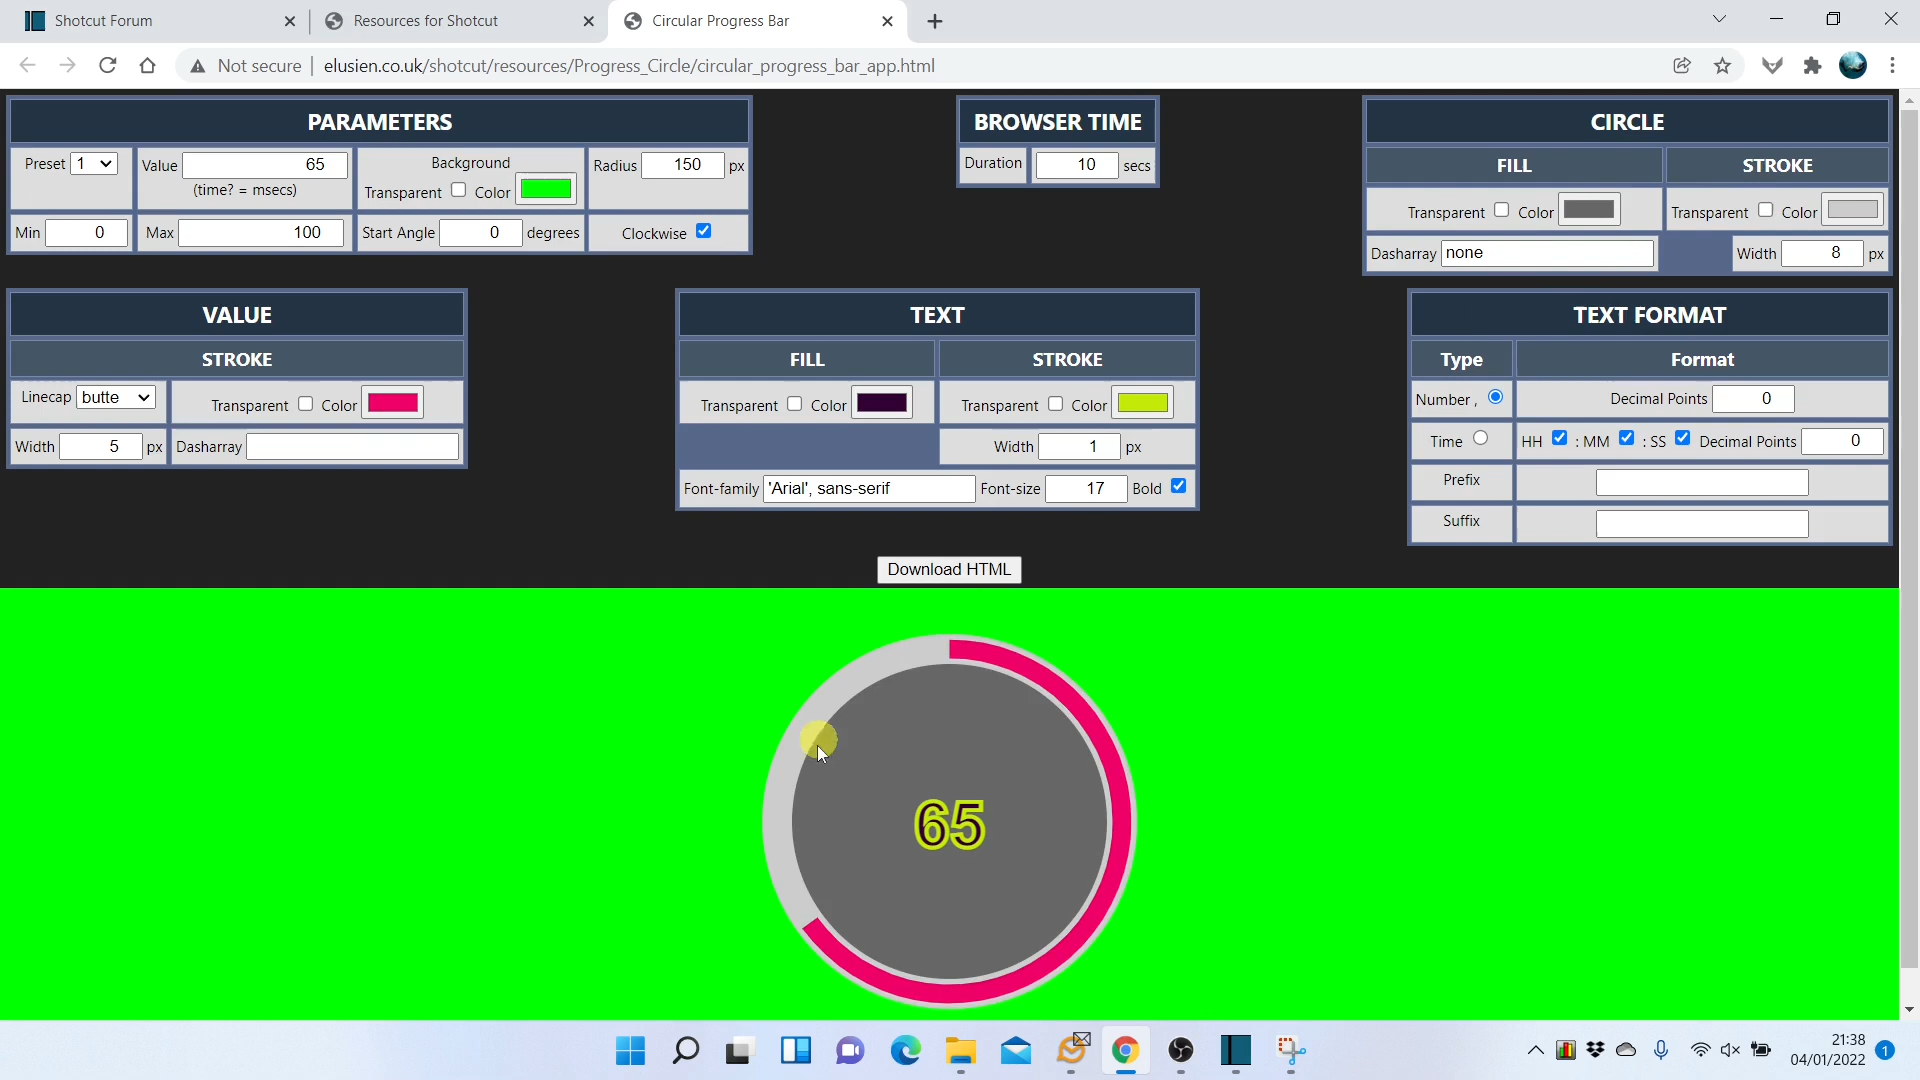 Shotcut Forum
Resources for Shotcut
Circular Progress Bar
Not secure
elusien.co.uk/shotcut/resources/Progress_Circle/circular_progress_bar_app.html
PARAMETERS
Preset 1
Value 65
(time? = msecs)
Background
Transparent Color
Radius 150 px
Min 0
Max 100
Start Angle 0 degrees
Clockwise
BROWSER TIME
Duration 10 secs
CIRCLE
FILL
STROKE
Transparent Color
Transparent Color
Dasharray none
Width 8 px
VALUE
STROKE
Linecap butte
Transparent Color
Width 5 px
Dasharray
TEXT
FILL
STROKE
Transparent Color
Transparent Color
Width 1 px
Font-family 'Arial', sans-serif
Font-size 17
Bold
TEXT FORMAT
Type
Format
Number ,
Decimal Points 0
Time
HH : MM : SS Decimal Points 0
Prefix
Suffix
Download HTML
65
21:38
04/01/2022
1